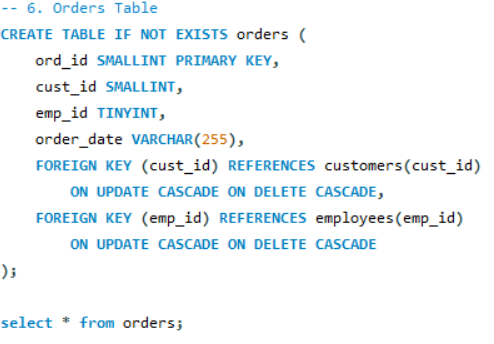 -- 6. Orders Table
CREATE TABLE IF NOT EXISTS orders (
    ord_id SMALLINT PRIMARY KEY,
    cust_id SMALLINT,
    emp_id TINYINT,
    order_date VARCHAR(255),
    FOREIGN KEY (cust_id) REFERENCES customers(cust_id)
        ON UPDATE CASCADE ON DELETE CASCADE,
    FOREIGN KEY (emp_id) REFERENCES employees(emp_id)
        ON UPDATE CASCADE ON DELETE CASCADE
);
select * from orders;